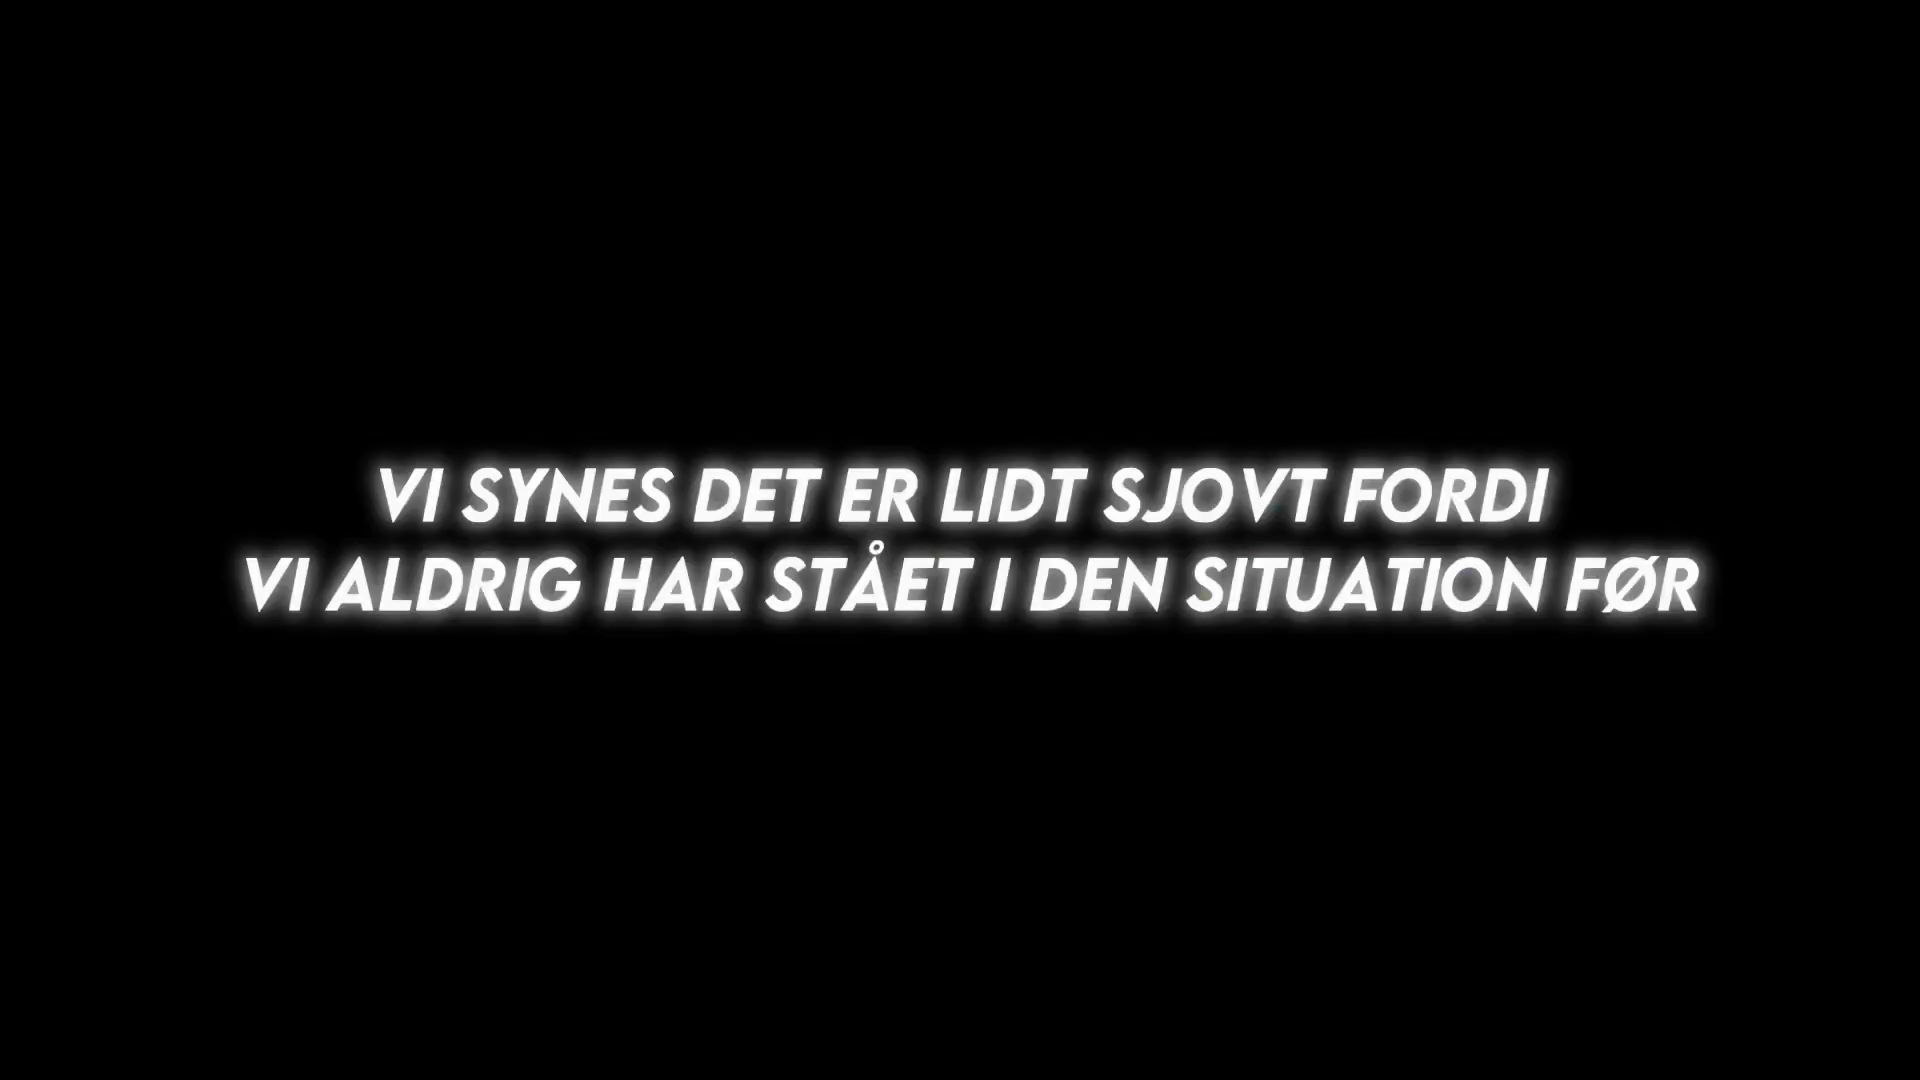 VI SYNES DET ER LIDT SJOVT FORDI
VI ALDRIG HAR STÅET I DEN SITUATION FØR